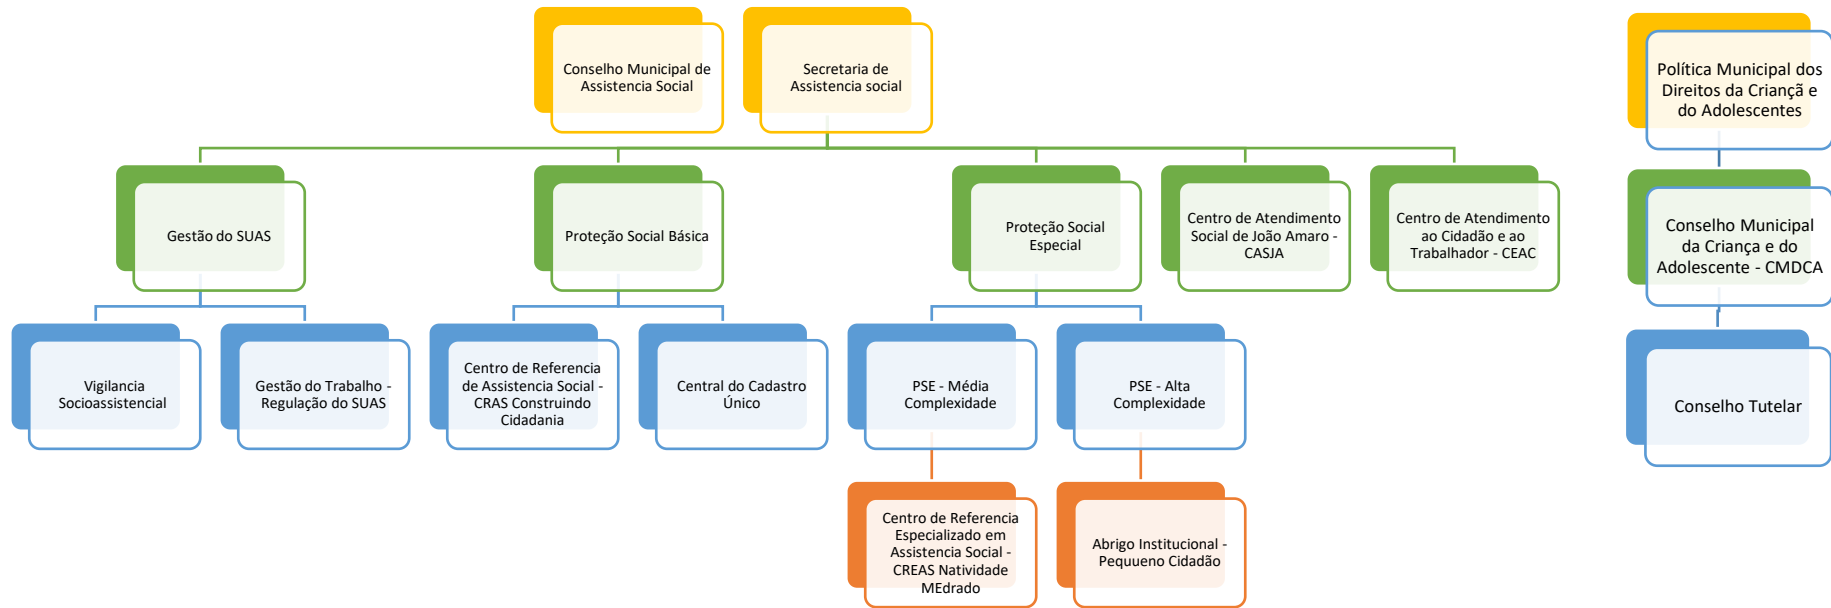 Conselho Municipal de
Assistencia Social
Secretaria de
Assistencia social
Política Municipal dos
Direitos da Criançã e
do Adolescentes
Gestão do SUAS
Proteção Social Básica
Proteção Social
Especial
Centro de Atendimento
Social de João Amaro -
CASJA
Centro de Atendimento
ao Cidadão e ao
Trabalhador - CEAC
Conselho Municipal
da Criança e do
Adolescente - CMDCA
Vigilancia
Socioassistencial
Gestão do Trabalho -
Regulação do SUAS
Centro de Referencia
de Assistencia Social -
CRAS Construindo
Cidadania
Central do Cadastro
Único
PSE - Média
Complexidade
PSE - Alta
Complexidade
Conselho Tutelar
Centro de Referencia
Especializado em
Assistencia Social -
CREAS Natividade
MEdrado
Abrigo Institucional -
Pequueno Cidadão